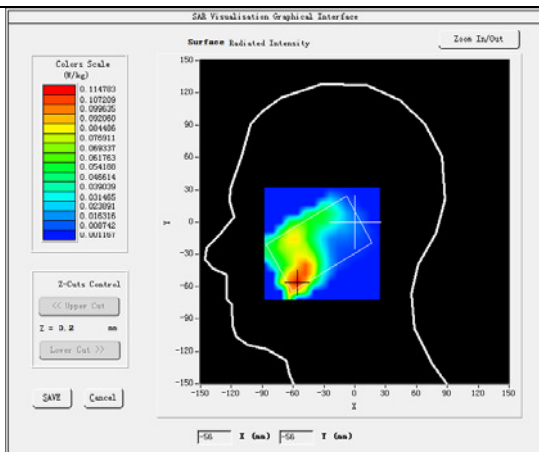 SAR Visualisation Graphical Interface
Surface Radiated Intensity
Zoom In/Out
Colors Scale
(W/kg)
0.114783
0.107209
0.099635
0.092060
0.084486
0.076911
0.069337
0.061763
0.054188
0.046614
0.039039
0.031465
0.023891
0.016316
0.008742
0.001167
Z-Cuts Control
<< Upper Cut
Z = 3.2 mm
Lower Cut >>
SAVE Cancel
150
120
90
60
30
0
-30
-60
-90
-120
-150
Y
-150 -120 -90 -60 -30 0 30 60 90 120 150
X
-56 X (mm) -56 Y (mm)